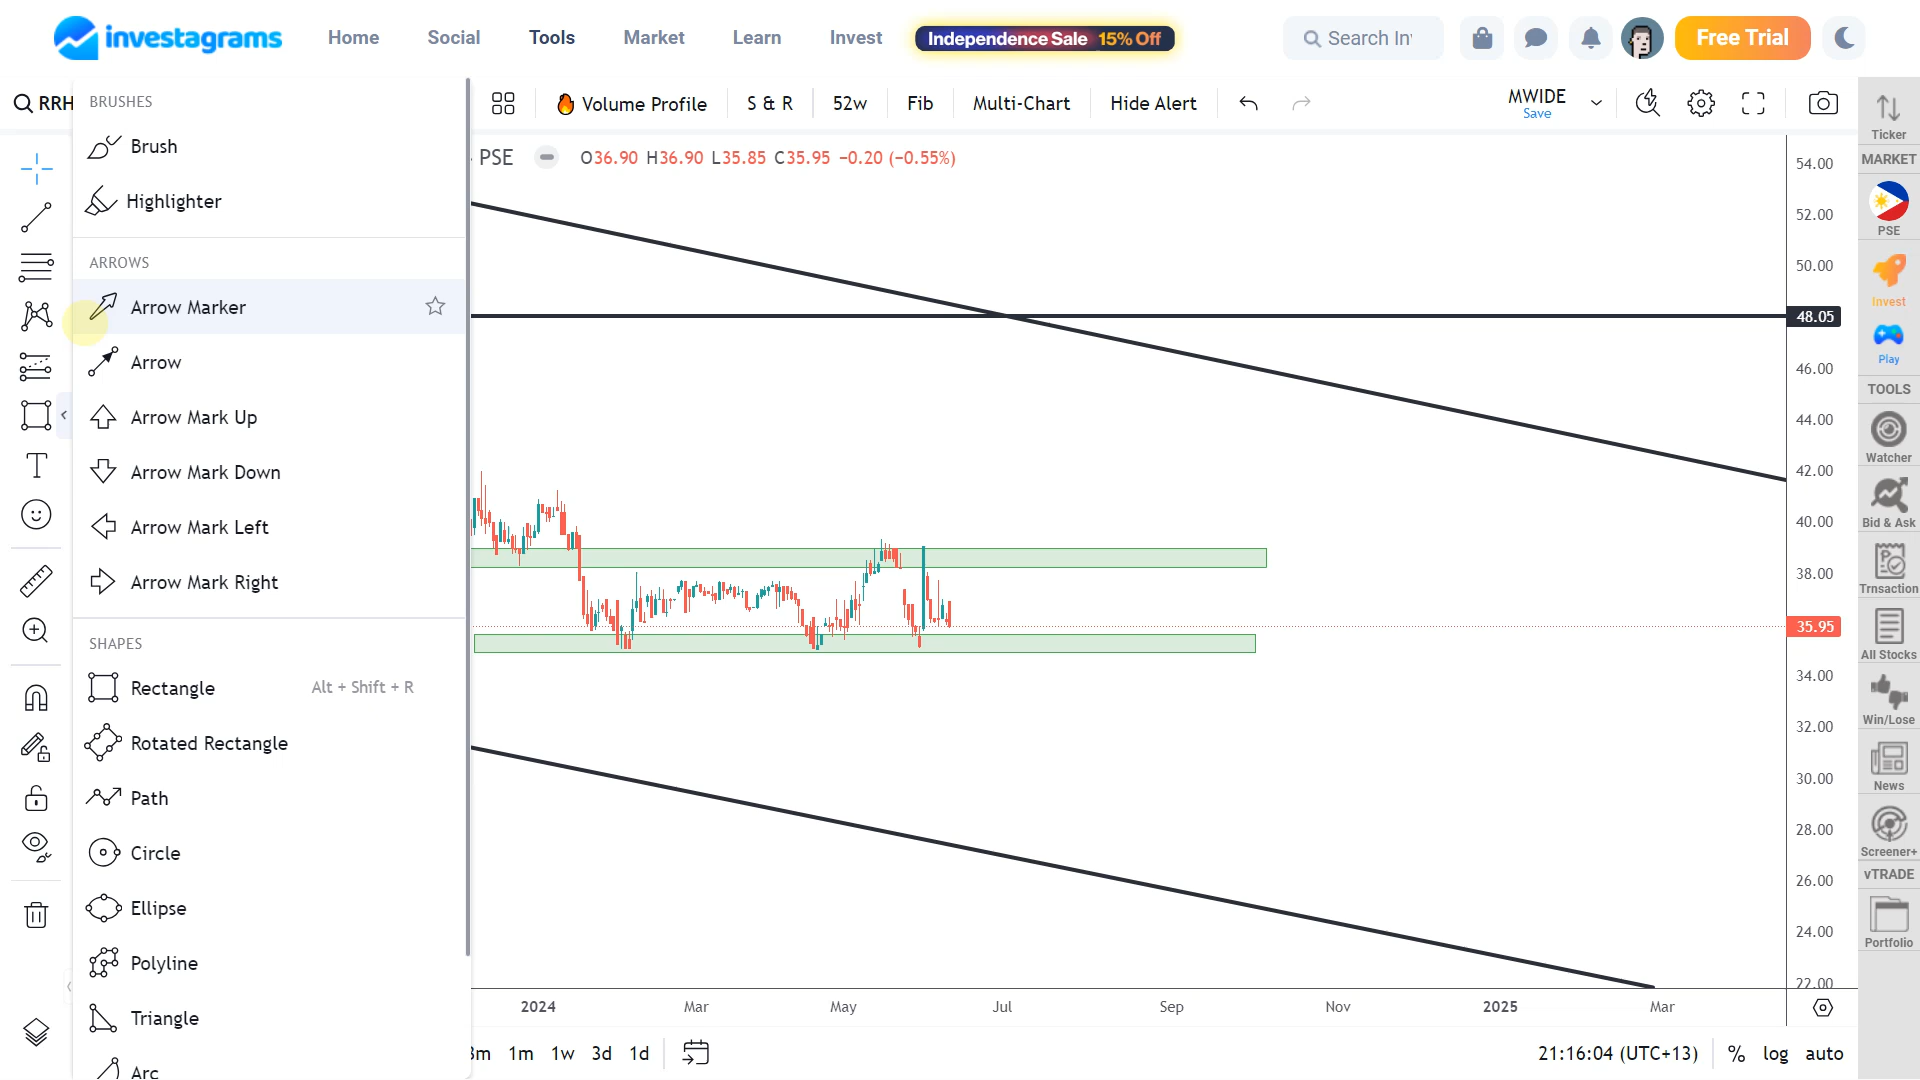 investagrams
Home
Social
Tools
Market
Learn
Invest
Independence Sale 15% Off
Search In
Free Trial
RRH
Volume Profile
S & R
52w
Fib
Multi-Chart
Hide Alert
MWIDE
Save
Ticker
MARKET
PSE
Invest
Play
TOOLS
Watcher
Bid & Ask
Trnsaction
All Stocks
Win/Lose
News
Screener+
vTRADE
Portfolio
BRUSHES
Brush
Highlighter
ARROWS
Arrow Marker
Arrow
Arrow Mark Up
Arrow Mark Down
Arrow Mark Left
Arrow Mark Right
SHAPES
Rectangle Alt + Shift + R
Rotated Rectangle
Path
Circle
Ellipse
Polyline
Triangle
Arc
PSE O36.90 H36.90 L35.85 C35.95 −0.20 (−0.55%)
54.00
52.00
50.00
48.05
46.00
44.00
42.00
40.00
38.00
35.95
34.00
32.00
30.00
28.00
26.00
24.00
22.00
2024 Mar May Jul Sep Nov 2025 Mar
3m 1m 1w 3d 1d
21:16:04 (UTC+13) % log auto